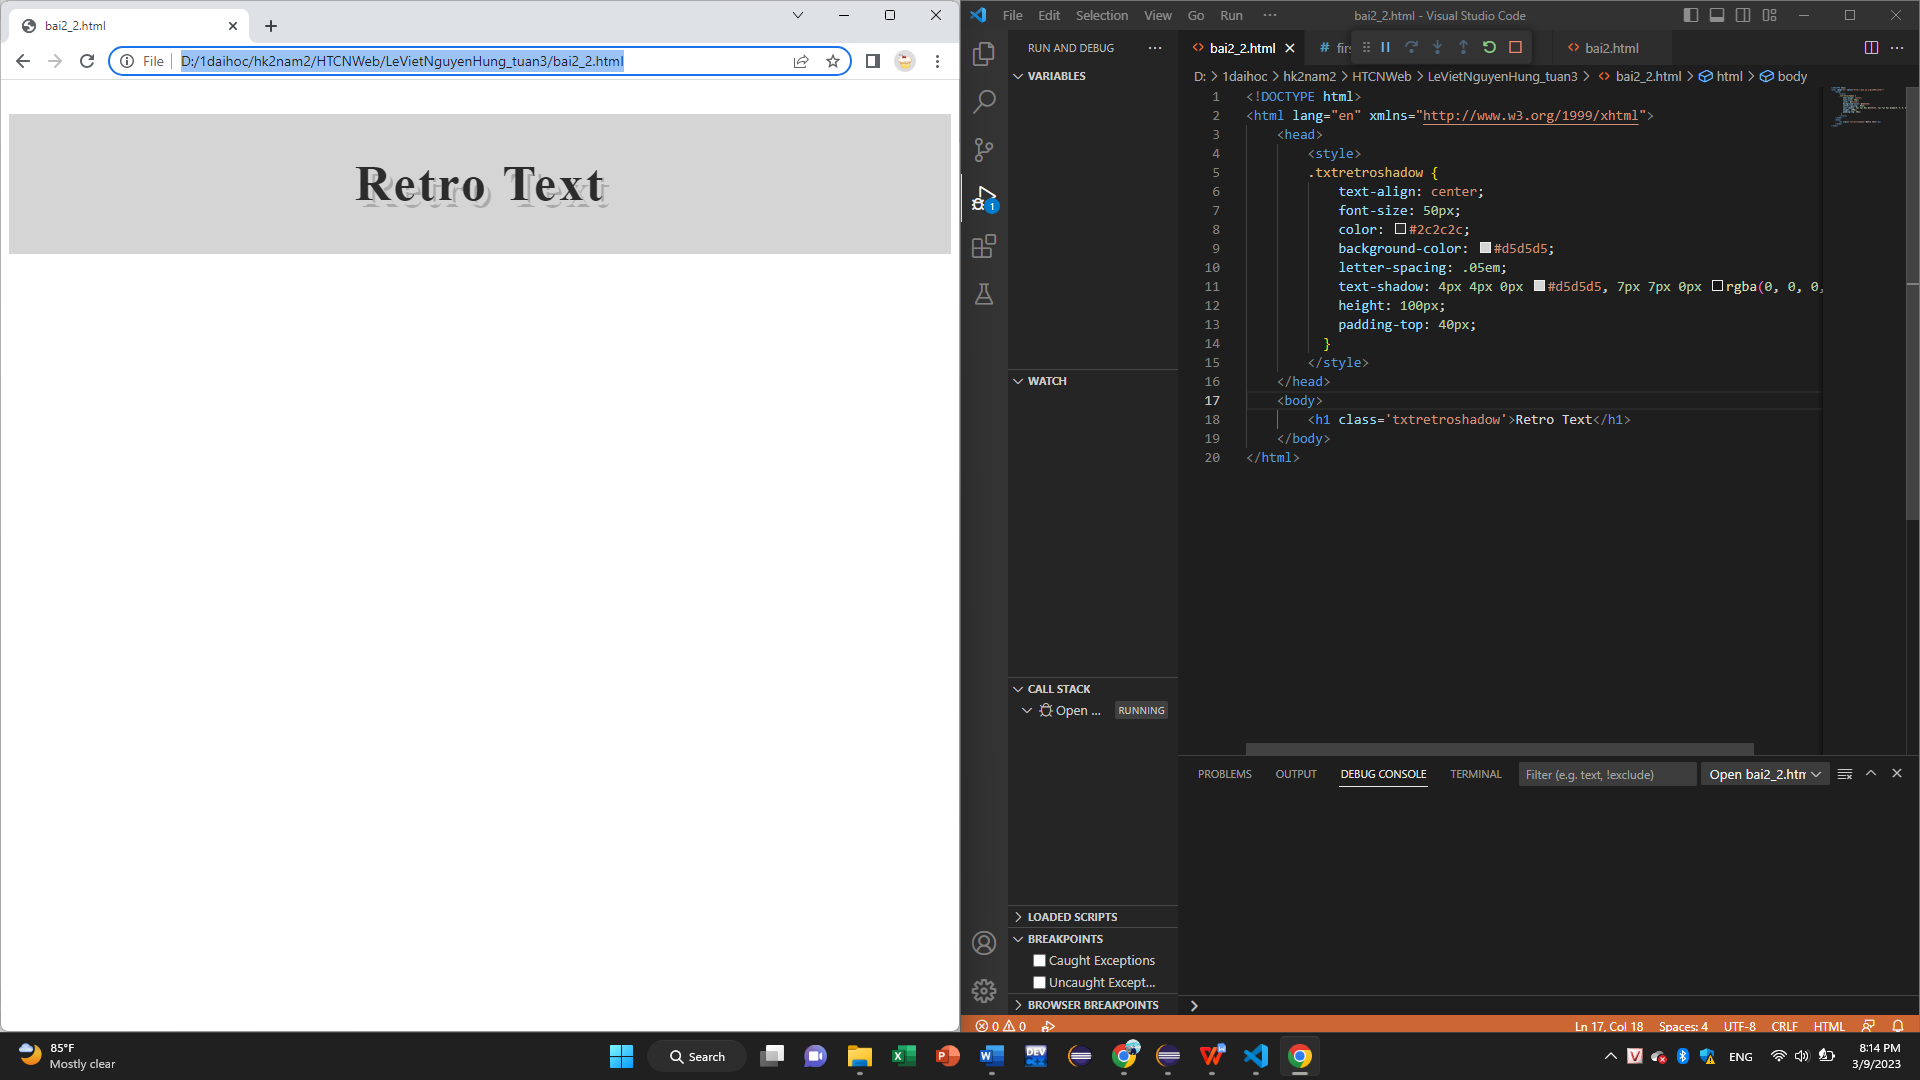 bai2_2.html
File
D:/1daihoc/hk2nam2/HTCNWeb/LeVietNguyenHung_tuan3/bai2_2.html
Retro Text
File Edit Selection View Go Run ···
bai2_2.html - Visual Studio Code
RUN AND DEBUG ···
VARIABLES
WATCH
CALL STACK
Open ... RUNNING
LOADED SCRIPTS
BREAKPOINTS
Caught Exceptions
Uncaught Except...
BROWSER BREAKPOINTS
bai2_2.html
# firs
bai2.html
D: > 1daihoc > hk2nam2 > HTCNWeb > LeVietNguyenHung_tuan3 > bai2_2.html > html > body
1 <!DOCTYPE html>
2 <html lang="en" xmlns="http://www.w3.org/1999/xhtml">
3 <head>
4 <style>
5 .txtretroshadow {
6 text-align: center;
7 font-size: 50px;
8 color: #2c2c2c;
9 background-color: #d5d5d5;
10 letter-spacing: .05em;
11 text-shadow: 4px 4px 0px #d5d5d5, 7px 7px 0px rgba(0, 0, 0,
12 height: 100px;
13 padding-top: 40px;
14 }
15 </style>
16 </head>
17 <body>
18 <h1 class='txtretroshadow'>Retro Text</h1>
19 </body>
20 </html>
PROBLEMS OUTPUT DEBUG CONSOLE TERMINAL
Filter (e.g. text, !exclude)
Open bai2_2.htm
0 0
Ln 17, Col 18 Spaces: 4 UTF-8 CRLF HTML
85°F
Mostly clear
Search
DEV
ENG
8:14 PM
3/9/2023